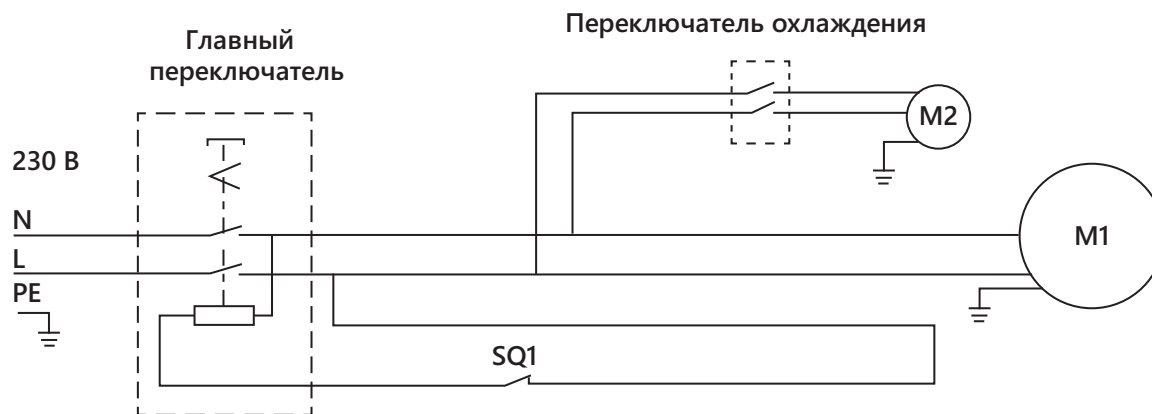 Переключатель охлаждения
Главный
переключатель
M2
230 В
N
M1
L
PE
SQ1